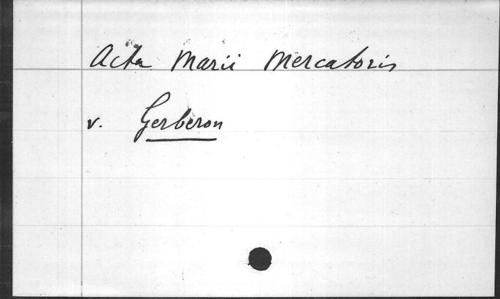 Acta Marii Mercatoris
v. Gerberon